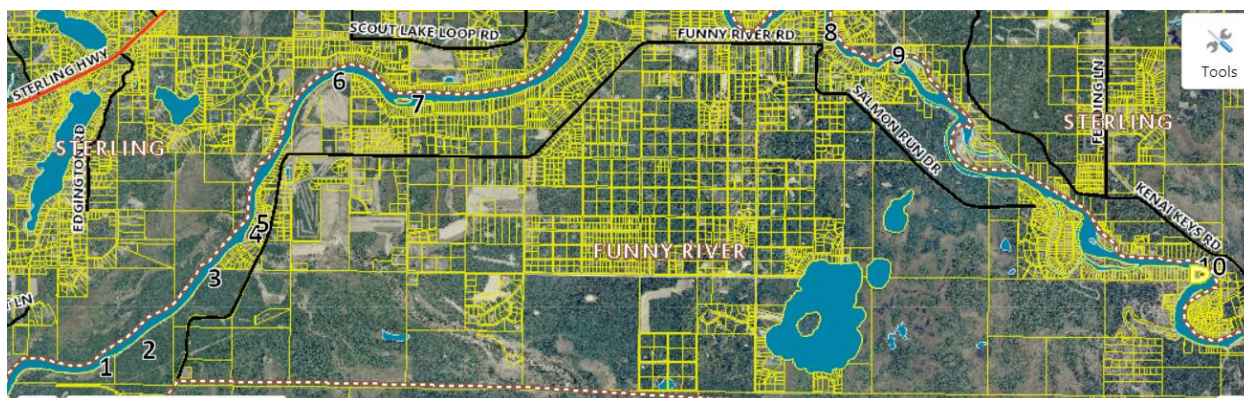 SCOUT LAKE LOOP RD
FUNNY RIVER RD
8
Tools
STERLING HWY
6
7
9
SALMON RUN DR
STERLING
STERLING
EDGINGTON RD
KENAI KEYS RD
5
4
FUNNY RIVER
3
10
T LN
2
1